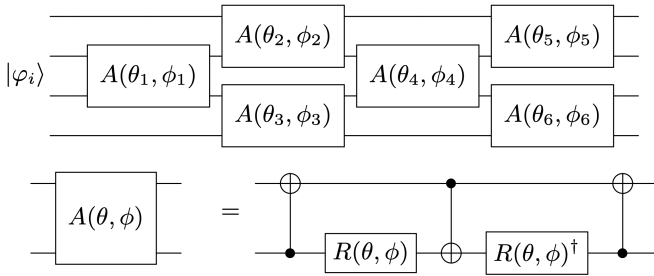 A(θ₂, ϕ₂) A(θ₅, ϕ₅)
|φᵢ⟩ A(θ₁, ϕ₁) A(θ₄, ϕ₄)
A(θ₃, ϕ₃) A(θ₆, ϕ₆)
A(θ, ϕ) =
R(θ, ϕ) R(θ, ϕ)†